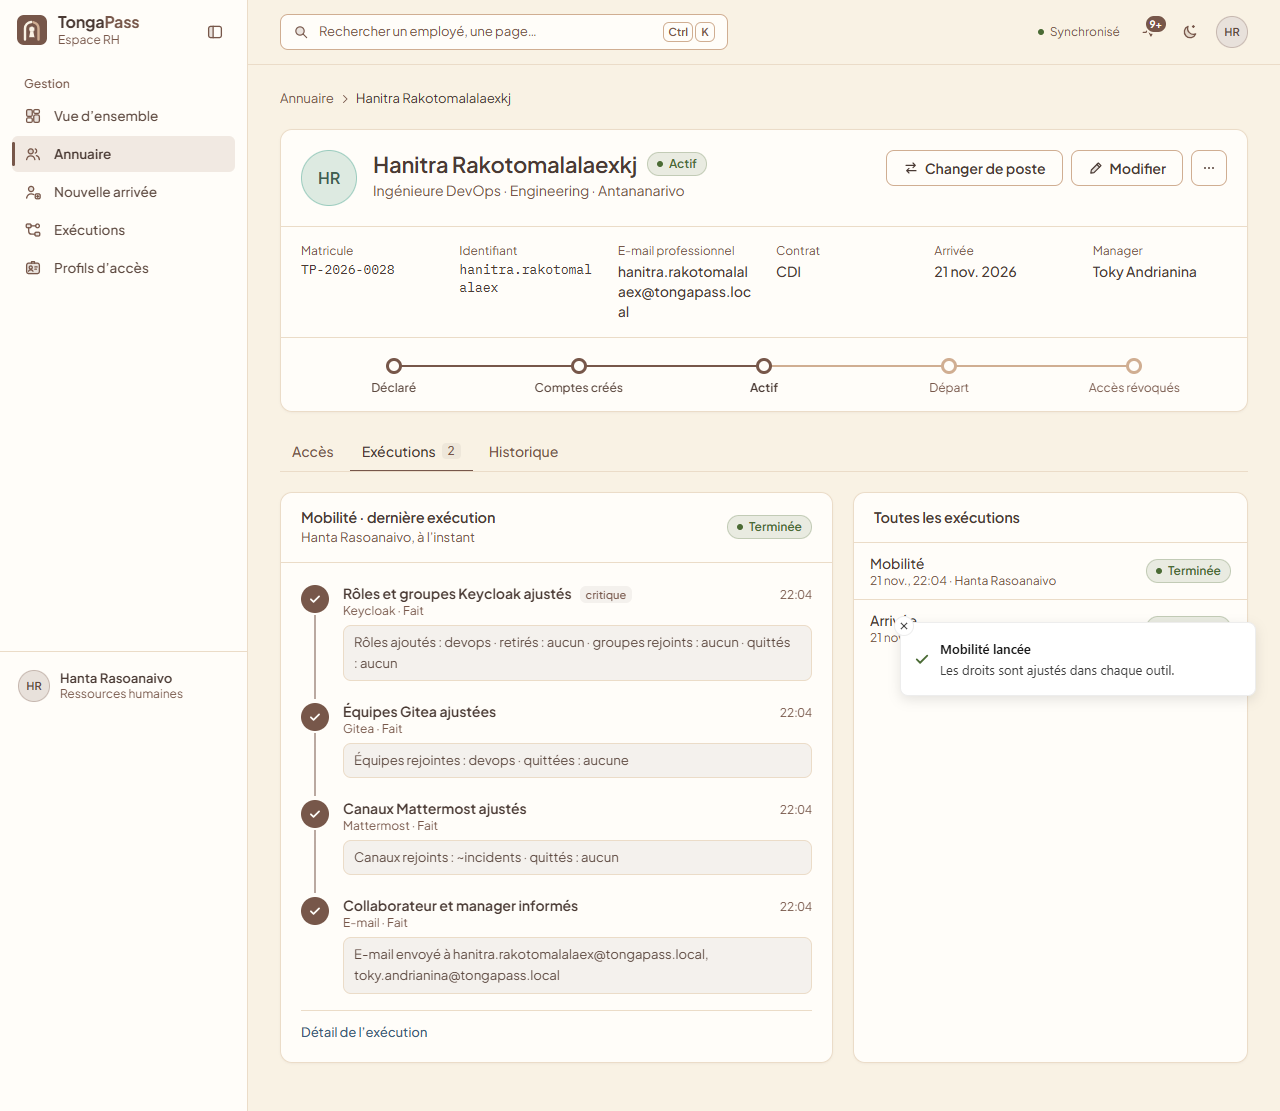 TongaPass
Espace RH
Gestion
Vue d'ensemble
Annuaire
Nouvelle arrivée
Exécutions
Profils d'accès
HR
Hanta Rasoanaivo
Ressources humaines
Rechercher un employé, une page...
Ctrl K
Synchronisé
9+
HR
Annuaire > Hanitra Rakotomalalaexkj
HR
Hanitra Rakotomalalaexkj
Actif
Ingénieure DevOps · Engineering · Antananarivo
Changer de poste
Modifier
...
Matricule
TP-2026-0028
Identifiant
hanitra.rakotomal
alaex
E-mail professionnel
hanitra.rakotomalal
aex@tongapass.loc
al
Contrat
CDI
Arrivée
21 nov. 2026
Manager
Toky Andrianina
Déclaré
Comptes créés
Actif
Départ
Accès révoqués
Accès
Exécutions 2
Historique
Mobilité · dernière exécution
Hanta Rasoanaivo, à l'instant
Terminée
Rôles et groupes Keycloak ajustés critique 22:04
Keycloak · Fait
Rôles ajoutés : devops · retirés : aucun · groupes rejoints : aucun · quittés
: aucun
Équipes Gitea ajustées 22:04
Gitea · Fait
Équipes rejointes : devops · quittées : aucune
Canaux Mattermost ajustés 22:04
Mattermost · Fait
Canaux rejoints : ~incidents · quittés : aucun
Collaborateur et manager informés 22:04
E-mail · Fait
E-mail envoyé à hanitra.rakotomalalaex@tongapass.local,
toky.andrianina@tongapass.local
Détail de l'exécution
Toutes les exécutions
Mobilité
21 nov., 22:04 · Hanta Rasoanaivo
Terminée
21
Mobilité lancée
Les droits sont ajustés dans chaque outil.